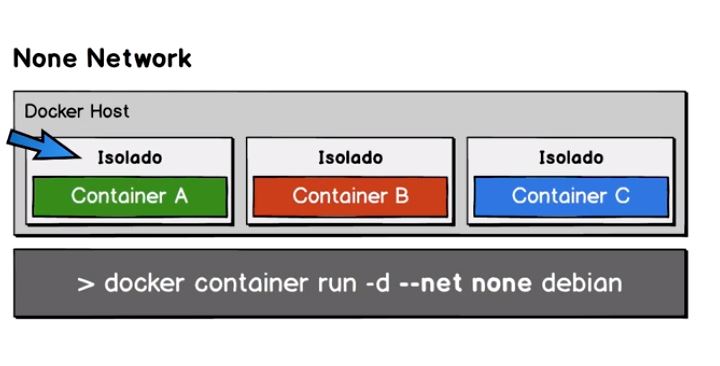 None Network
Docker Host
Isolado
Isolado
Isolado
Container A
Container B
Container C
> docker container run -d --net none debian